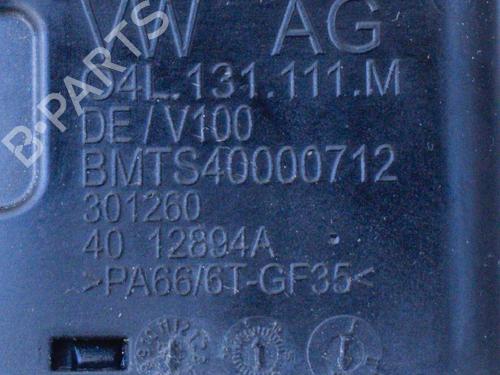 VW AG
04L.131.111.M
DE/V100
BMTS40000712
301260
40 12894A
>PA66/6T-GF35<
B-PARTS